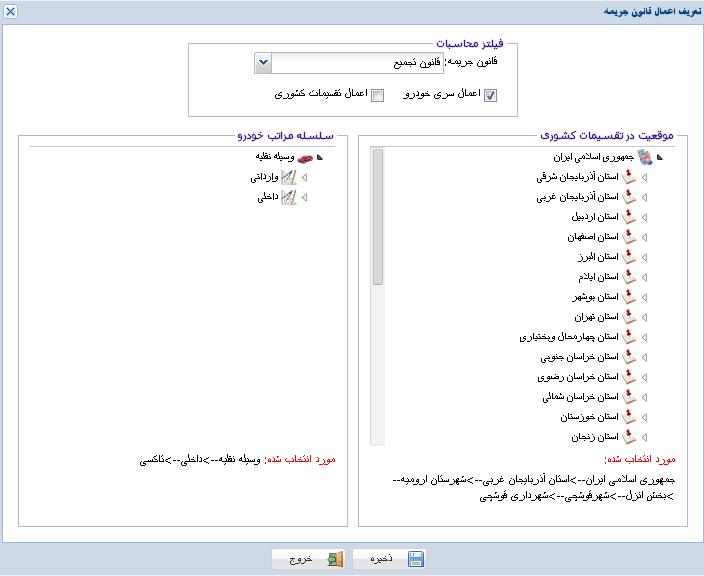 تعریف اعمال قانون جریمه
فیلتر محاسبات
قانون جریمه: قانون تجمیع
اعمال سری خودرو
اعمال تقسیمات کشوری
موقعیت در تقسیمات کشوری
جمهوری اسلامی ایران
استان آذربایجان شرقی
استان آذربایجان غربی
استان اردبیل
استان اصفهان
استان البرز
استان ایلام
استان بوشهر
استان تهران
استان چهارمحال وبختیاری
استان خراسان جنوبی
استان خراسان رضوی
استان خراسان شمالی
استان خوزستان
استان زنجان
مورد انتخاب شده:
جمهوری اسلامی ایران-->استان آذربایجان غربی-->شهرستان ارومیه--
>بخش انزل-->شهرقوشچی-->شهرداری قوشچی
سلسله مراتب خودرو
وسیله نقلیه
وارداتی
داخلی
مورد انتخاب شده: وسیله نقلیه-->داخلی-->تاکسی
ذخیره
خروج